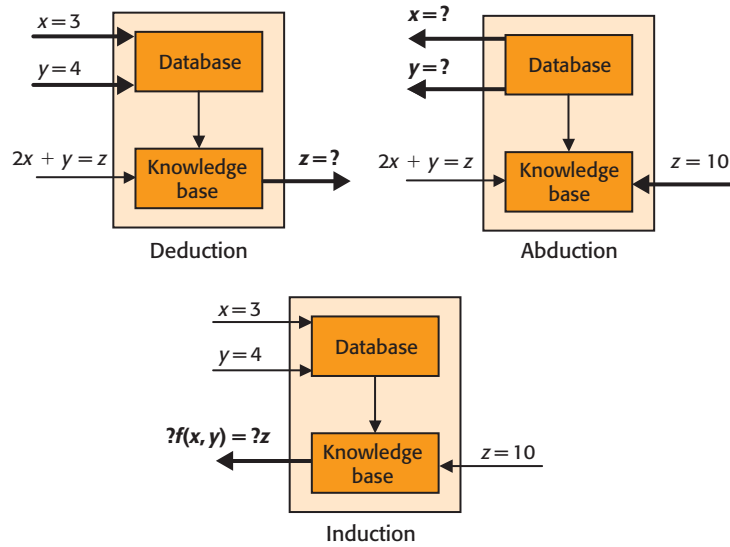 x = 3
y = 4
Database
2x + y = z
Knowledge
base
z = ?
Deduction
x = ?
y = ?
Database
2x + y = z
Knowledge
base
z = 10
Abduction
x = 3
y = 4
Database
?f(x, y) = ?z
Knowledge
base
z = 10
Induction